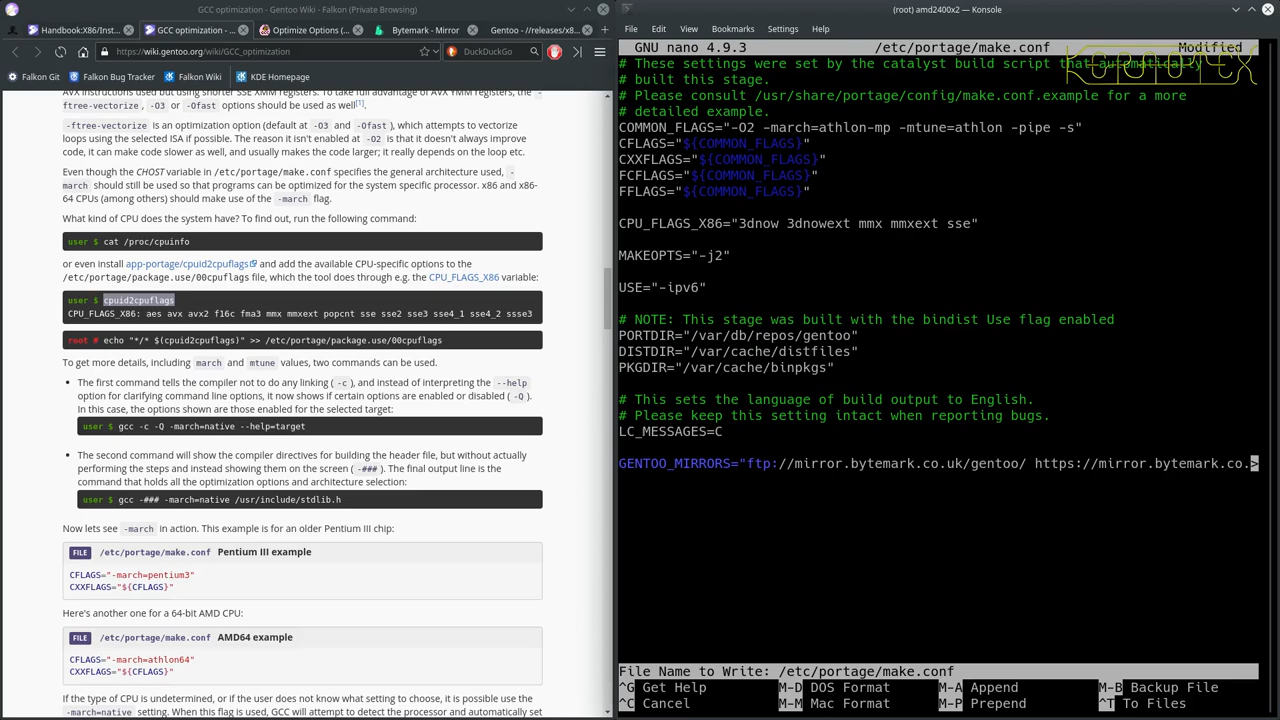 GCC optimization - Gentoo Wiki - Falkon (Private Browsing)
Handbook:X86/Inst...
GCC optimization - ...
Optimize Options (...
Bytemark - Mirror
Gentoo - //releases/x8...
https://wiki.gentoo.org/wiki/GCC_optimization
DuckDuckGo
Falkon Git
Falkon Bug Tracker
Falkon Wiki
KDE Homepage
AVX instructions used but using shorter SSE XMM registers. To take full advantage of AVX YMM registers, the -
ftree-vectorize, -O3 or -Ofast options should be used as well[1].
-ftree-vectorize is an optimization option (default at -O3 and -Ofast), which attempts to vectorize
loops using the selected ISA if possible. The reason it isn't enabled at -O2 is that it doesn't always improve
code, it can make code slower as well, and usually makes the code larger; it really depends on the loop etc.
Even though the CHOST variable in /etc/portage/make.conf specifies the general architecture used, -
march should still be used so that programs can be optimized for the system specific processor. x86 and x86-
64 CPUs (among others) should make use of the -march flag.
What kind of CPU does the system have? To find out, run the following command:
user $ cat /proc/cpuinfo
or even install app-portage/cpuid2cpuflags and add the available CPU-specific options to the
/etc/portage/package.use/00cpuflags file, which the tool does through e.g. the CPU_FLAGS_X86 variable:
user $ cpuid2cpuflags
CPU_FLAGS_X86: aes avx avx2 f16c fma3 mmx mmxext popcnt sse sse2 sse3 sse4_1 sse4_2 ssse3
root # echo "*/* $(cpuid2cpuflags)" >> /etc/portage/package.use/00cpuflags
To get more details, including march and mtune values, two commands can be used.
The first command tells the compiler not to do any linking (-c), and instead of interpreting the --help
option for clarifying command line options, it now shows if certain options are enabled or disabled (-Q).
In this case, the options shown are those enabled for the selected target:
user $ gcc -c -Q -march=native --help=target
The second command will show the compiler directives for building the header file, but without actually
performing the steps and instead showing them on the screen (-###). The final output line is the
command that holds all the optimization options and architecture selection:
user $ gcc -### -march=native /usr/include/stdlib.h
Now lets see -march in action. This example is for an older Pentium III chip:
FILE /etc/portage/make.conf Pentium III example
CFLAGS="-march=pentium3"
CXXFLAGS="${CFLAGS}"
Here's another one for a 64-bit AMD CPU:
FILE /etc/portage/make.conf AMD64 example
CFLAGS="-march=athlon64"
CXXFLAGS="${CFLAGS}"
If the type of CPU is undetermined, or if the user does not know what setting to choose, it is possible use the
-march=native setting. When this flag is used, GCC will attempt to detect the processor and automatically set
(root) amd2400x2 — Konsole
File Edit View Bookmarks Settings Help
GNU nano 4.9.3 /etc/portage/make.conf Modified
# These settings were set by the catalyst build script that automatically
# built this stage.
# Please consult /usr/share/portage/config/make.conf.example for a more
# detailed example.
COMMON_FLAGS="-O2 -march=athlon-mp -mtune=athlon -pipe -s"
CFLAGS="${COMMON_FLAGS}"
CXXFLAGS="${COMMON_FLAGS}"
FCFLAGS="${COMMON_FLAGS}"
FFLAGS="${COMMON_FLAGS}"
CPU_FLAGS_X86="3dnow 3dnowext mmx mmxext sse"
MAKEOPTS="-j2"
USE="-ipv6"
# NOTE: This stage was built with the bindist Use flag enabled
PORTDIR="/var/db/repos/gentoo"
DISTDIR="/var/cache/distfiles"
PKGDIR="/var/cache/binpkgs"
# This sets the language of build output to English.
# Please keep this setting intact when reporting bugs.
LC_MESSAGES=C
GENTOO_MIRRORS="ftp://mirror.bytemark.co.uk/gentoo/ https://mirror.bytemark.co.>
File Name to Write: /etc/portage/make.conf
^G Get Help M-D DOS Format M-A Append M-B Backup File
^C Cancel M-M Mac Format M-P Prepend ^T To Files